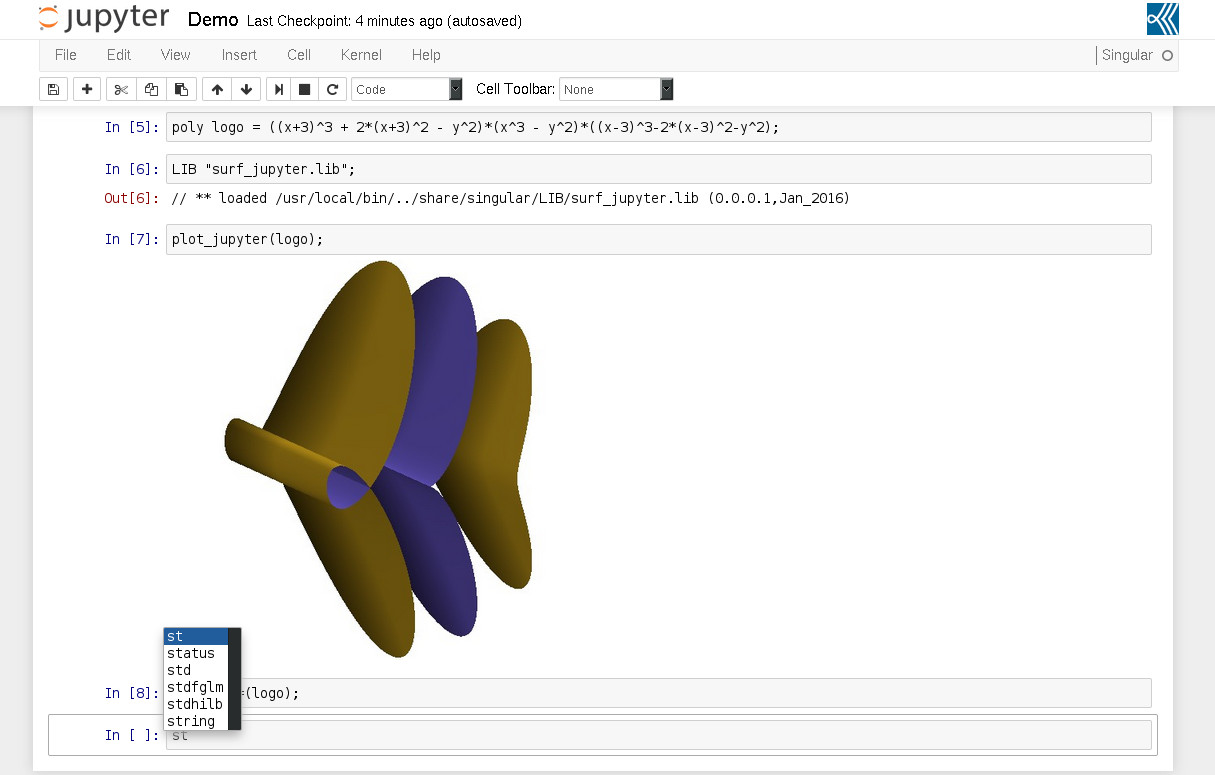 jupyter Demo Last Checkpoint: 4 minutes ago (autosaved)
File Edit View Insert Cell Kernel Help Singular
Code Cell Toolbar: None
In [5]: poly logo = ((x+3)^3 + 2*(x+3)^2 - y^2)*(x^3 - y^2)*((x-3)^3-2*(x-3)^2-y^2);
In [6]: LIB "surf_jupyter.lib";
Out[6]: // ** loaded /usr/local/bin/../share/singular/LIB/surf_jupyter.lib (0.0.0.1,Jan_2016)
In [7]: plot_jupyter(logo);
st
status
std
stdfglm
stdhilb
string
In [8]: =(logo);
In [ ]: st